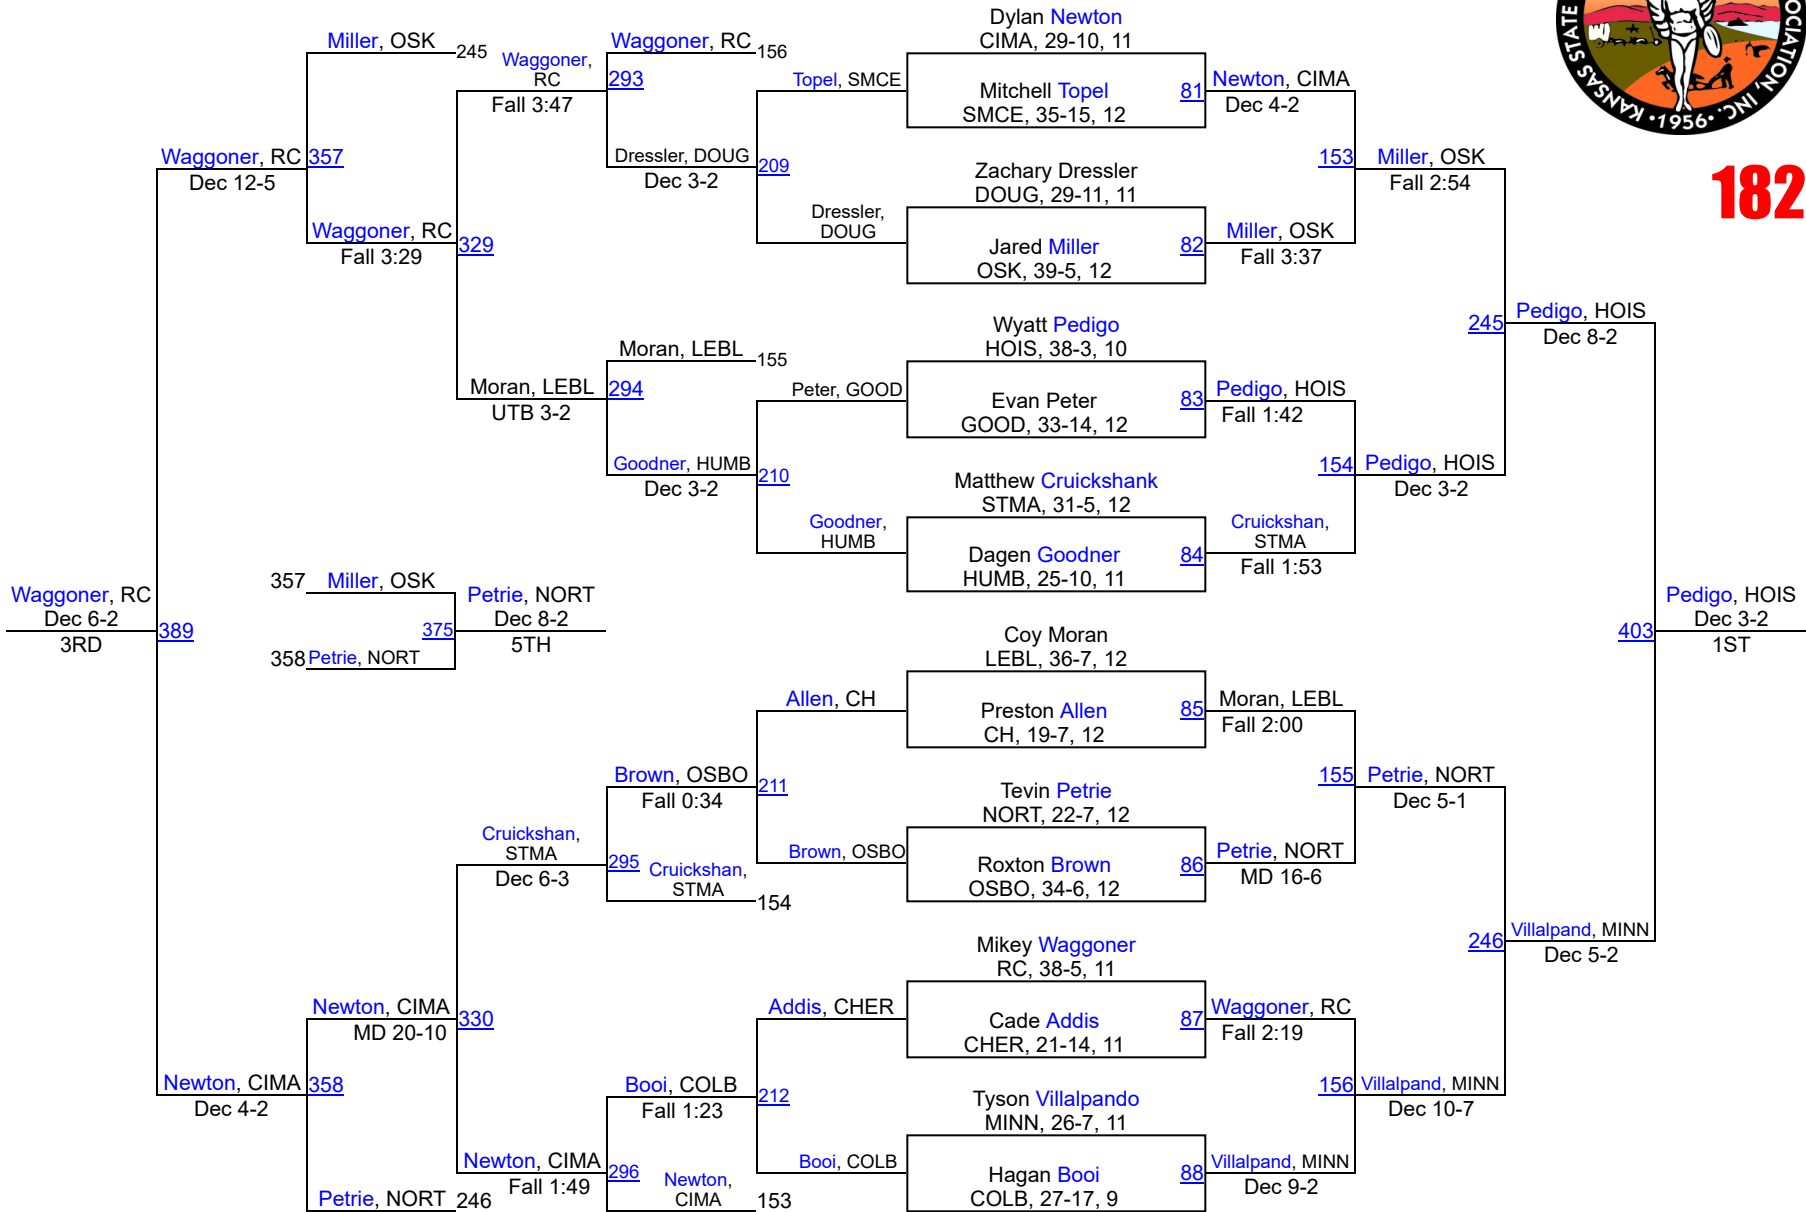 KANSAS STATE
OCIATION, INC.
•1956•
182
Dylan Newton
CIMA, 29-10, 11
Mitchell Topel
SMCE, 35-15, 12
81
Newton, CIMA
Dec 4-2
Zachary Dressler
DOUG, 29-11, 11
Jared Miller
OSK, 39-5, 12
82
Miller, OSK
Fall 3:37
153
Miller, OSK
Fall 2:54
Wyatt Pedigo
HOIS, 38-3, 10
Evan Peter
GOOD, 33-14, 12
83
Pedigo, HOIS
Fall 1:42
Matthew Cruickshank
STMA, 31-5, 12
Dagen Goodner
HUMB, 25-10, 11
84
Cruickshan,
STMA
Fall 1:53
154
Pedigo, HOIS
Dec 3-2
245
Pedigo, HOIS
Dec 8-2
Coy Moran
LEBL, 36-7, 12
Preston Allen
CH, 19-7, 12
85
Moran, LEBL
Fall 2:00
Tevin Petrie
NORT, 22-7, 12
Roxton Brown
OSBO, 34-6, 12
86
Petrie, NORT
MD 16-6
155
Petrie, NORT
Dec 5-1
Mikey Waggoner
RC, 38-5, 11
Cade Addis
CHER, 21-14, 11
87
Waggoner, RC
Fall 2:19
Tyson Villalpando
MINN, 26-7, 11
Hagan Booi
COLB, 27-17, 9
88
Villalpand, MINN
Dec 9-2
156
Villalpand, MINN
Dec 10-7
246
Villalpand, MINN
Dec 5-2
403
Pedigo, HOIS
Dec 3-2
1ST
Topel, SMCE
Dressler,
DOUG
209
Dressler, DOUG
Dec 3-2
Waggoner, RC
156
293
Waggoner,
RC
Fall 3:47
Peter, GOOD
Goodner,
HUMB
210
Goodner, HUMB
Dec 3-2
Moran, LEBL
155
294
Moran, LEBL
UTB 3-2
329
Waggoner, RC
Fall 3:29
Miller, OSK
245
357
Waggoner, RC
Dec 12-5
357
Miller, OSK
358
Petrie, NORT
375
Petrie, NORT
Dec 8-2
5TH
Allen, CH
Brown, OSBO
211
Brown, OSBO
Fall 0:34
Cruickshan,
STMA
154
295
Cruickshan,
STMA
Dec 6-3
Addis, CHER
Booi, COLB
212
Booi, COLB
Fall 1:23
Newton,
CIMA
153
296
Newton, CIMA
Fall 1:49
330
Newton, CIMA
MD 20-10
Petrie, NORT
246
358
Newton, CIMA
Dec 4-2
389
Waggoner, RC
Dec 6-2
3RD